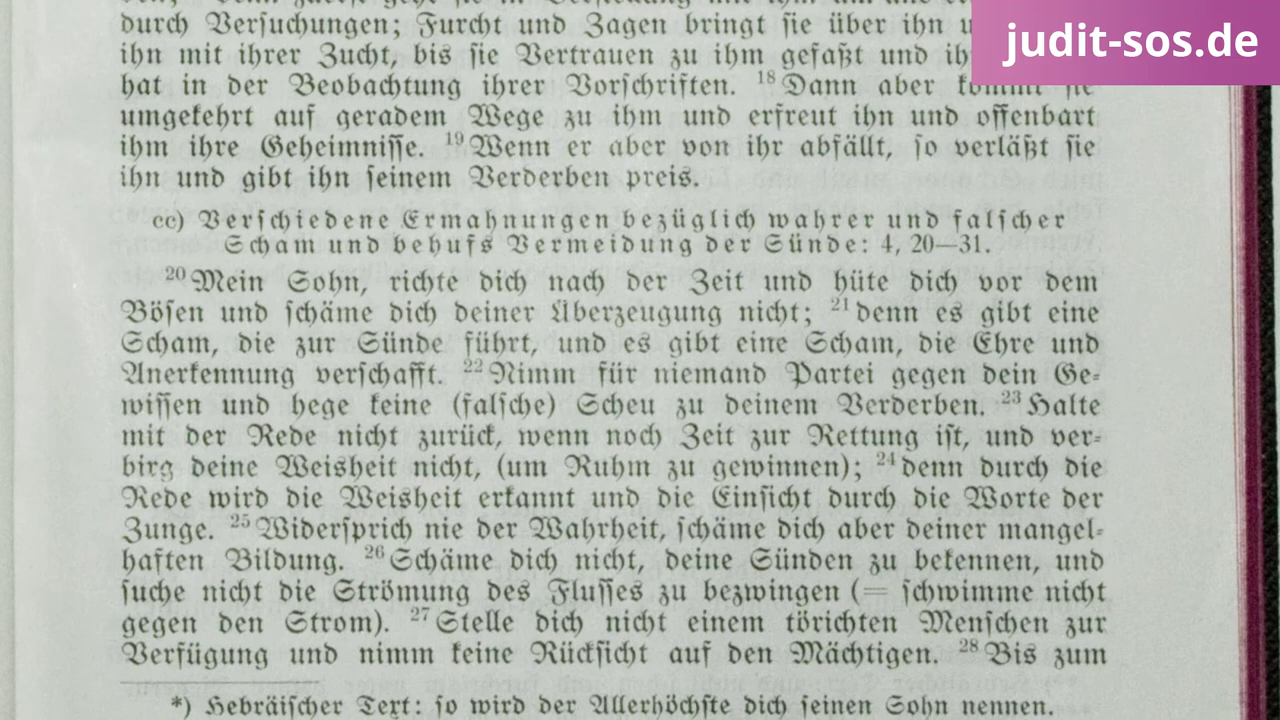 durch Versuchungen; Furcht und Zagen bringt sie über ihn
judit-sos.de
ihn mit ihrer Zucht, bis sie Vertrauen zu ihm gefaßt und
hat in der Beobachtung ihrer Vorschriften. 18 Dann aber kommt sie
umgekehrt auf geradem Wege zu ihm und erfreut ihn und offenbart
ihm ihre Geheimnisse. 19 Wenn er aber von ihr abfällt, so verläßt sie
ihn und gibt ihn seinem Verderben preis.
cc) Verschiedene Ermahnungen bezüglich wahrer und falscher
Scham und behufs Vermeidung der Sünde: 4, 20—31.
20 Mein Sohn, richte dich nach der Zeit und hüte dich vor dem
Bösen und schäme dich deiner Überzeugung nicht; 21 denn es gibt eine
Scham, die zur Sünde führt, und es gibt eine Scham, die Ehre und
Anerkennung verschafft. 22 Nimm für niemand Partei gegen dein Ge-
wissen und hege keine (falsche) Scheu zu deinem Verderben. 23 Halte
mit der Rede nicht zurück, wenn noch Zeit zur Rettung ist, und ver-
birg deine Weisheit nicht, (um Ruhm zu gewinnen); 24 denn durch die
Rede wird die Weisheit erkannt und die Einsicht durch die Worte der
Zunge. 25 Widersprich nie der Wahrheit, schäme dich aber deiner mangel-
haften Bildung. 26 Schäme dich nicht, deine Sünden zu bekennen, und
suche nicht die Strömung des Flusses zu bezwingen (= schwimme nicht
gegen den Strom). 27 Stelle dich nicht einem törichten Menschen zur
Verfügung und nimm keine Rücksicht auf den Mächtigen. 28 Bis zum
*) Hebräischer Text: so wird der Allerhöchste dich seinen Sohn nennen.